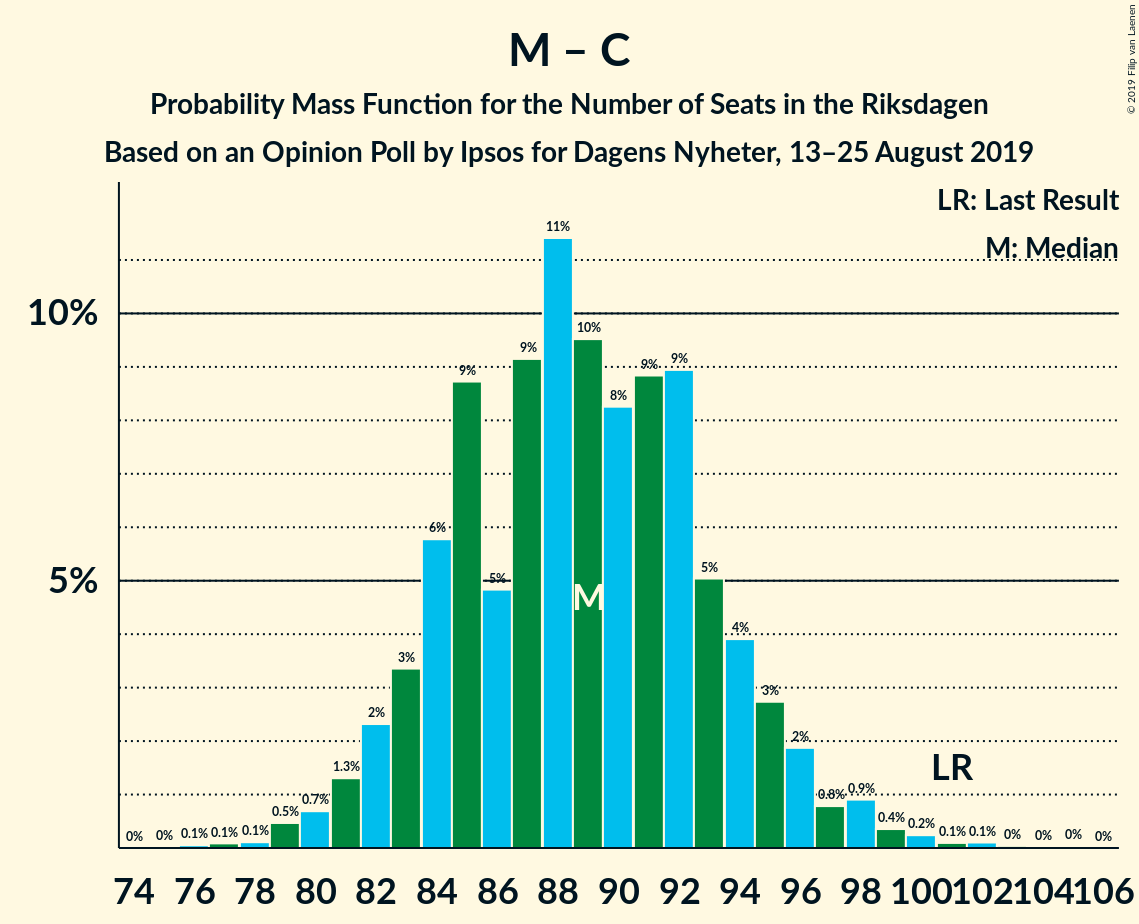 M – C
Probability Mass Function for the Number of Seats in the Riksdagen
Based on an Opinion Poll by Ipsos for Dagens Nyheter, 13–25 August 2019
© 2019 Filip van Laenen
LR: Last Result
M: Median
10%
5%
0% 0% 0.1% 0.1% 0.1% 0.5% 0.7% 1.3% 2% 3% 6% 9% 5% 9% 11% 10% 8% 9% 9% 5% 4% 3% 2% 0.8% 0.9% 0.4% 0.2% 0.1% 0.1% 0% 0% 0% 0%
M
LR
74 76 78 80 82 84 86 88 90 92 94 96 98 100 102 104 106